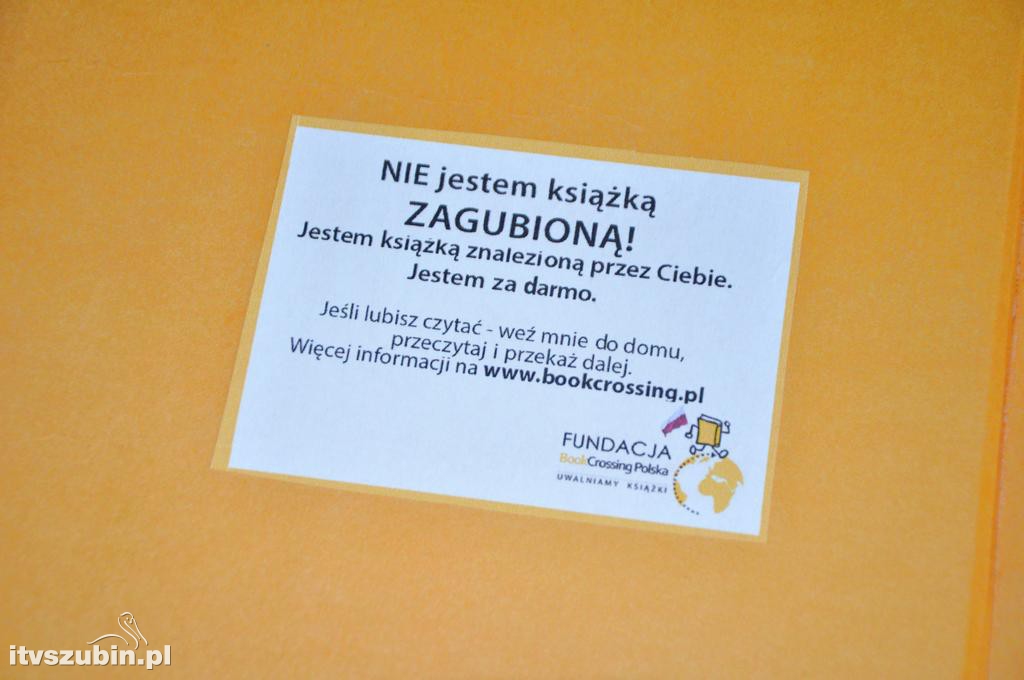 NIE jestem książką
ZAGUBIONĄ!
Jestem książką znalezioną przez Ciebie.
Jestem za darmo.
Jeśli lubisz czytać - weź mnie do domu,
przeczytaj i przekaż dalej.
Więcej informacji na www.bookcrossing.pl
FUNDACJA
BookCrossing Polska
UWALNIAMY KSIĄŻKI
itvszubin.pl